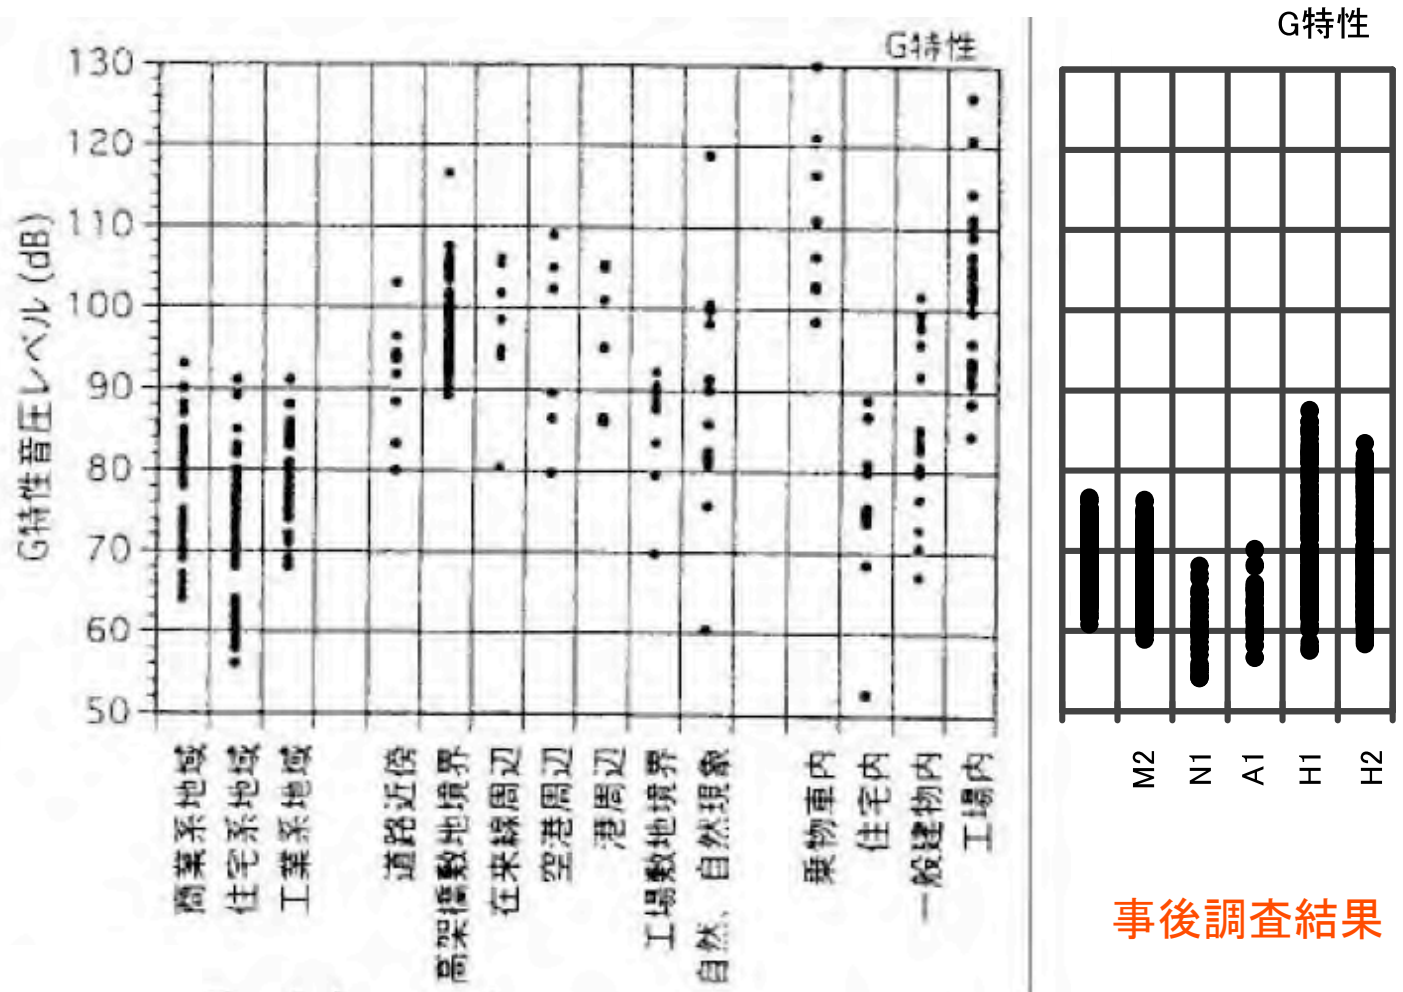 G特性
130
120
110
100
90
80
70
60
50
G特性音圧レベル(dB)
商業系地域
住宅系地域
工業系地域
道路近傍
高架橋敷地境界
在来線周辺
空港周辺
港周辺
工場敷地境界
自然、自然現象
乗物車内
住宅内
一般建物内
工場内
G特性
M2
N1
A1
H1
H2
事後調査結果